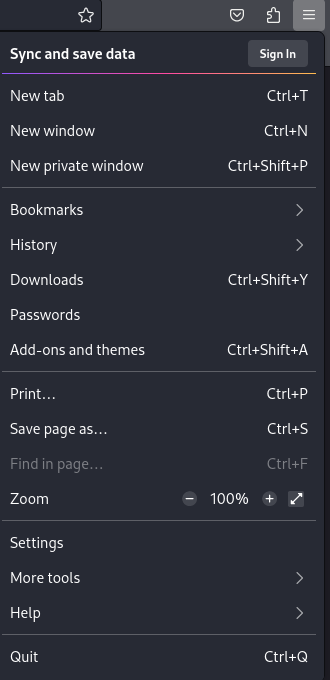 Sync and save data Sign In
New tab Ctrl+T
New window Ctrl+N
New private window Ctrl+Shift+P
Bookmarks
History
Downloads Ctrl+Shift+Y
Passwords
Add-ons and themes Ctrl+Shift+A
Print… Ctrl+P
Save page as… Ctrl+S
Find in page… Ctrl+F
Zoom 100%
Settings
More tools
Help
Quit Ctrl+Q